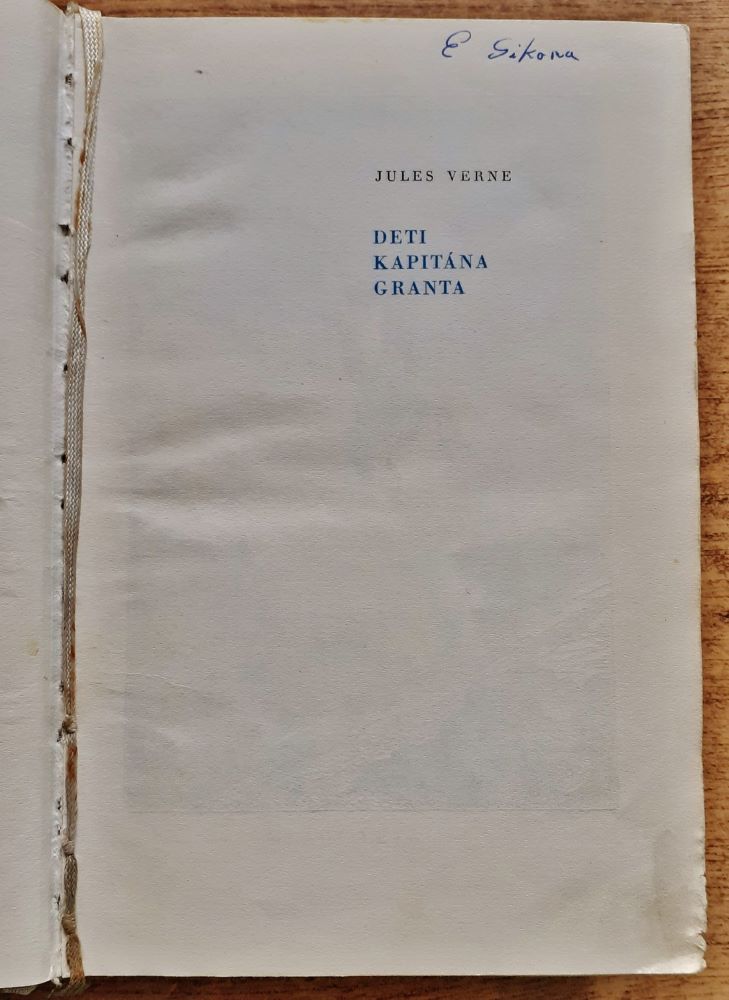 E Sikona
JULES VERNE
DETI
KAPITÁNA
GRANTA